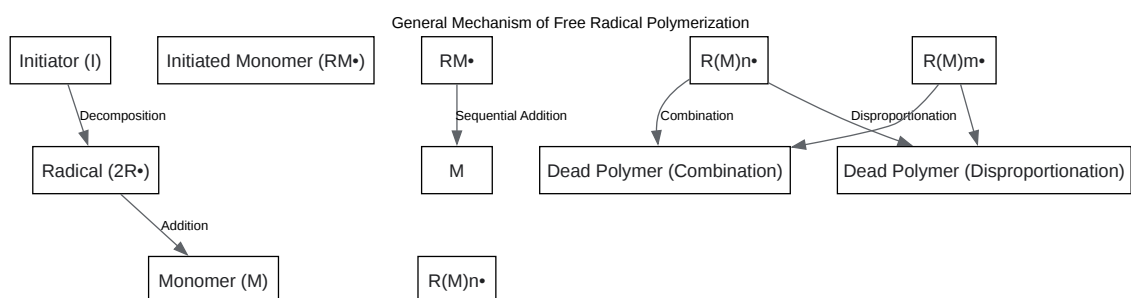 General Mechanism of Free Radical Polymerization
Initiator (I)
Initiated Monomer (RM•)
RM•
R(M)n•
R(M)m•
Decomposition
Sequential Addition
Combination
Disproportionation
Radical (2R•)
M
Dead Polymer (Combination)
Dead Polymer (Disproportionation)
Addition
Monomer (M)
R(M)n•